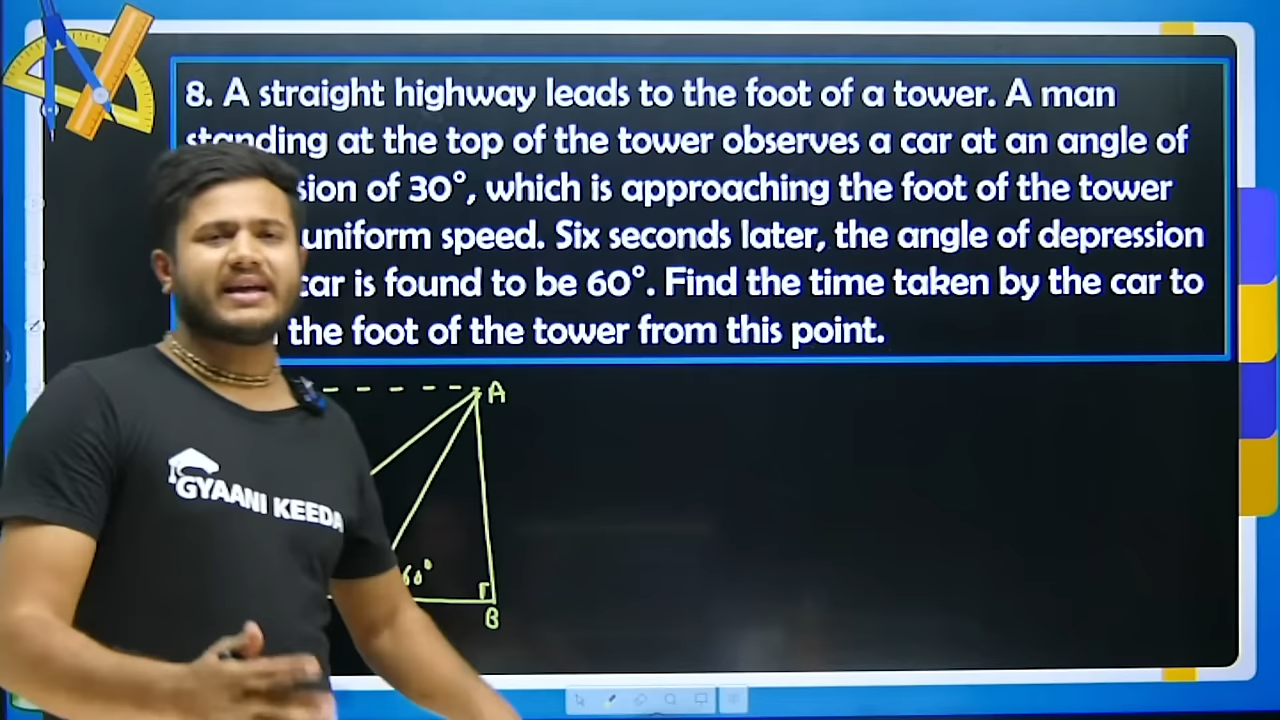 8. A straight highway leads to the foot of a tower. A man
standing at the top of the tower observes a car at an angle of
sion of 30°, which is approaching the foot of the tower
uniform speed. Six seconds later, the angle of depression
car is found to be 60°. Find the time taken by the car to
the foot of the tower from this point.
A
GYAANI KEEDA
60°
B